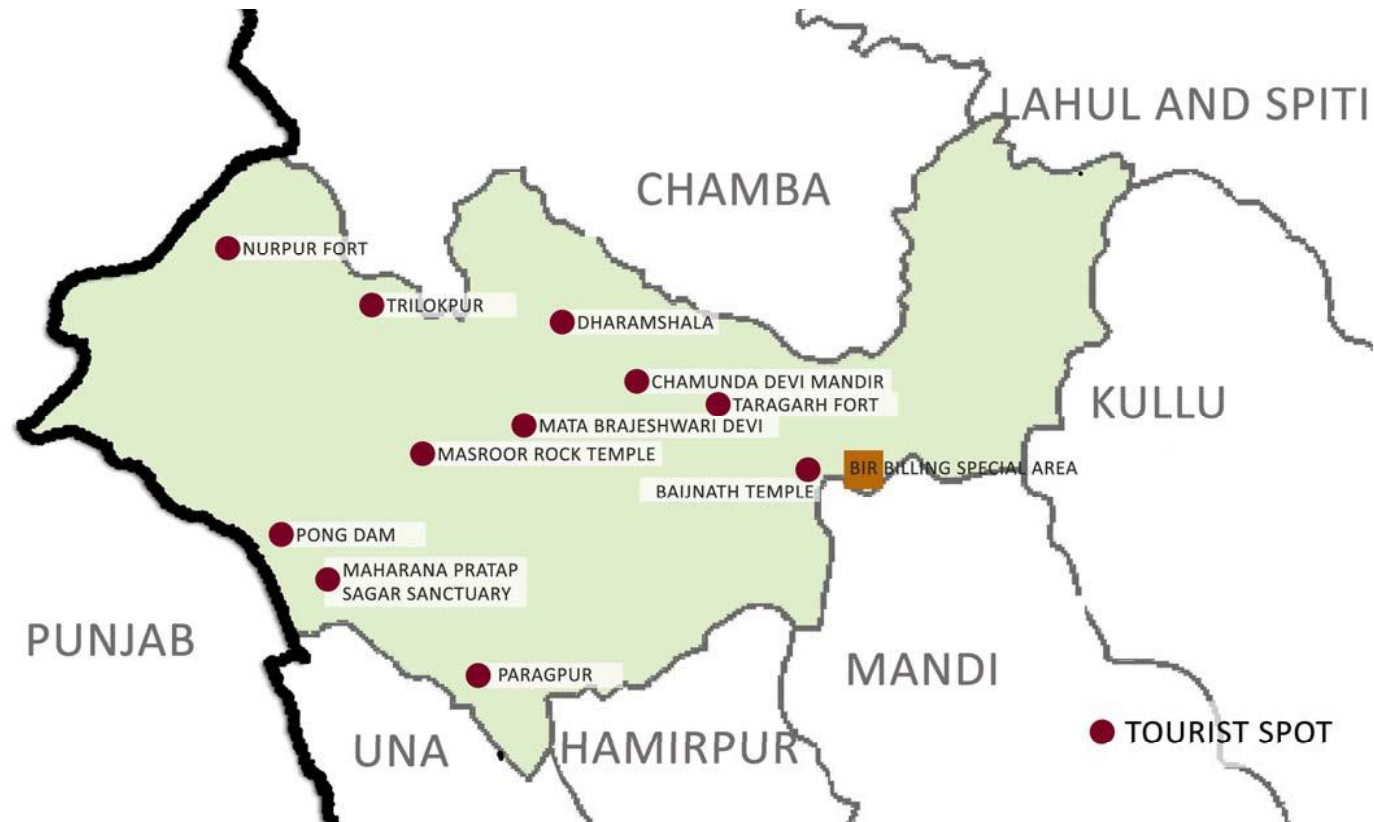 LAHUL AND SPITI
CHAMBA
NURPUR FORT
TRILOKPUR
DHARAMSHALA
CHAMUNDA DEVI MANDIR
TARAGARH FORT
KULLU
MATA BRAJESHWARI DEVI
MASROOR ROCK TEMPLE
BIR BILLING SPECIAL AREA
BAIJNATH TEMPLE
PONG DAM
MAHARANA PRATAP
SAGAR SANCTUARY
PUNJAB
PARAGPUR
MANDI
UNA
HAMIRPUR
TOURIST SPOT